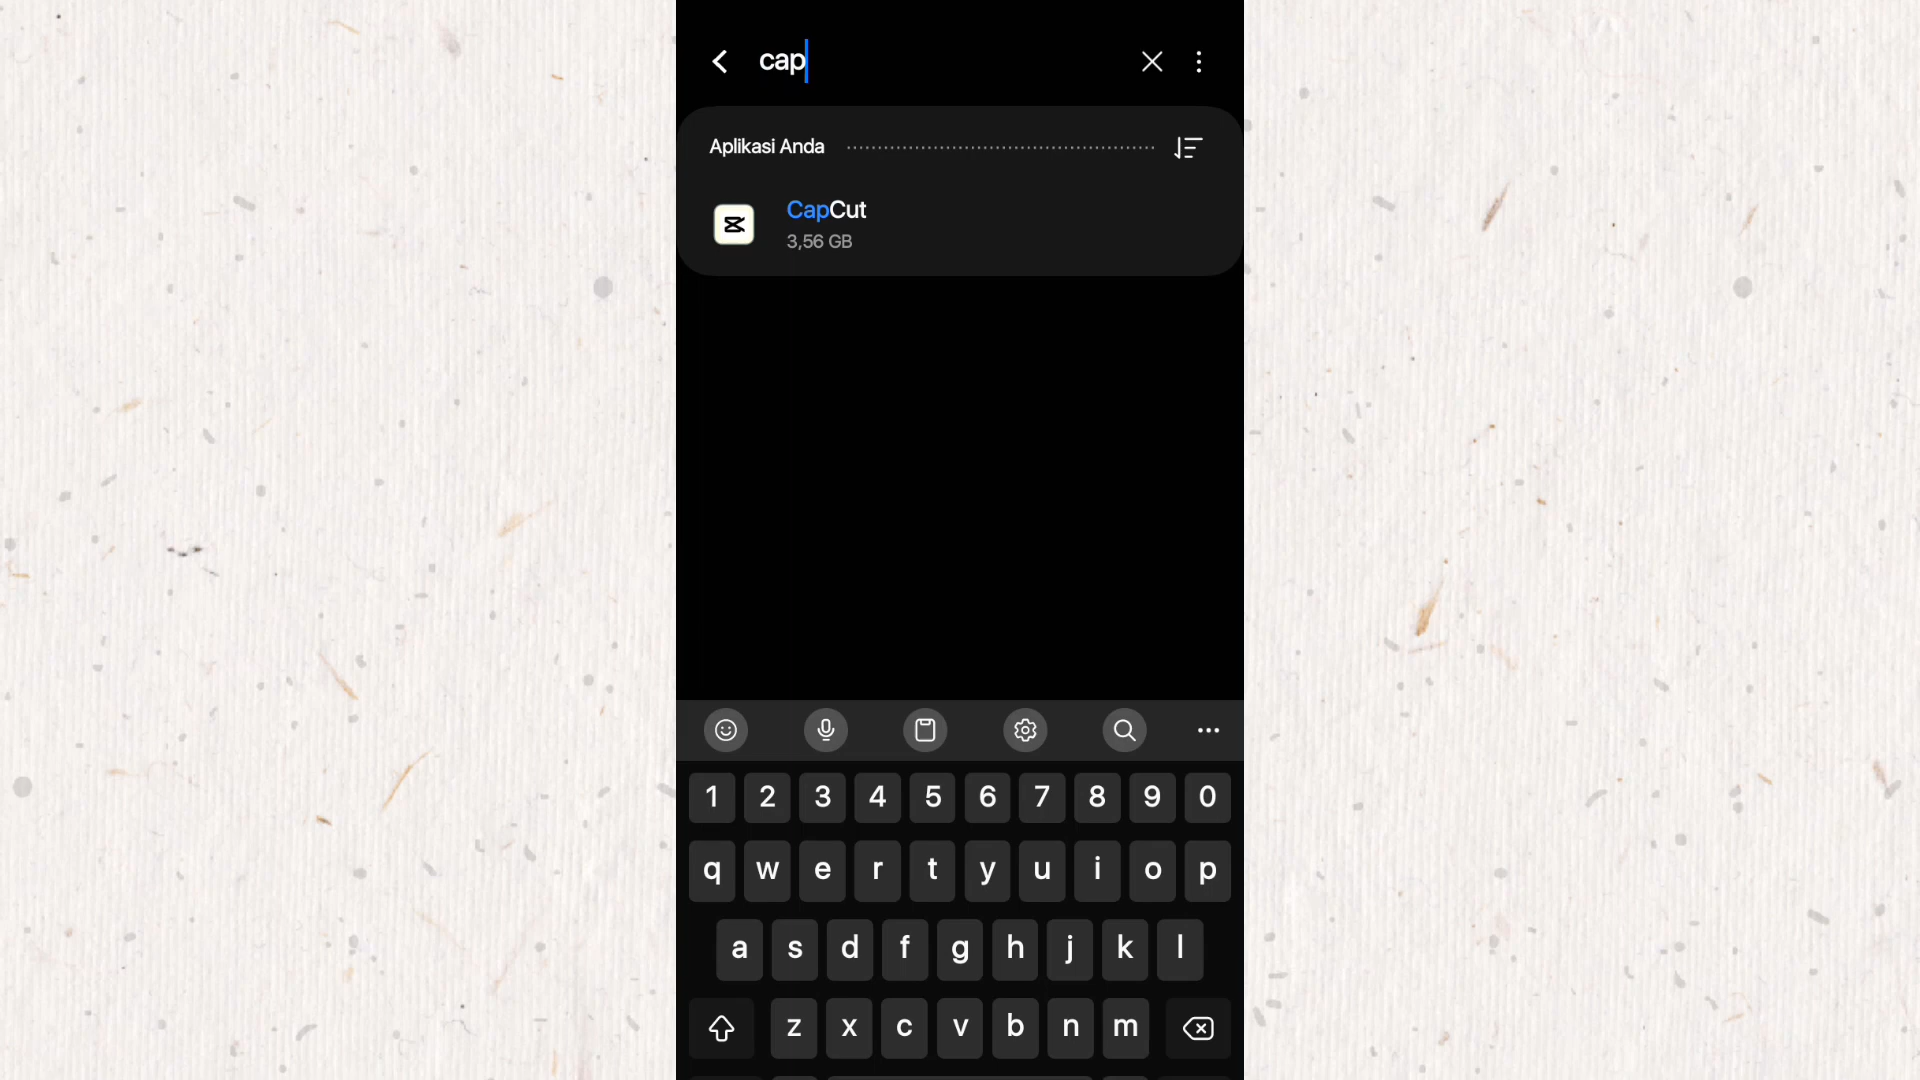 cap
Aplikasi Anda
CapCut
3,56 GB
1 2 3 4 5 6 7 8 9 0
q w e r t y u i o p
a s d f g h j k l
z x c v b n m